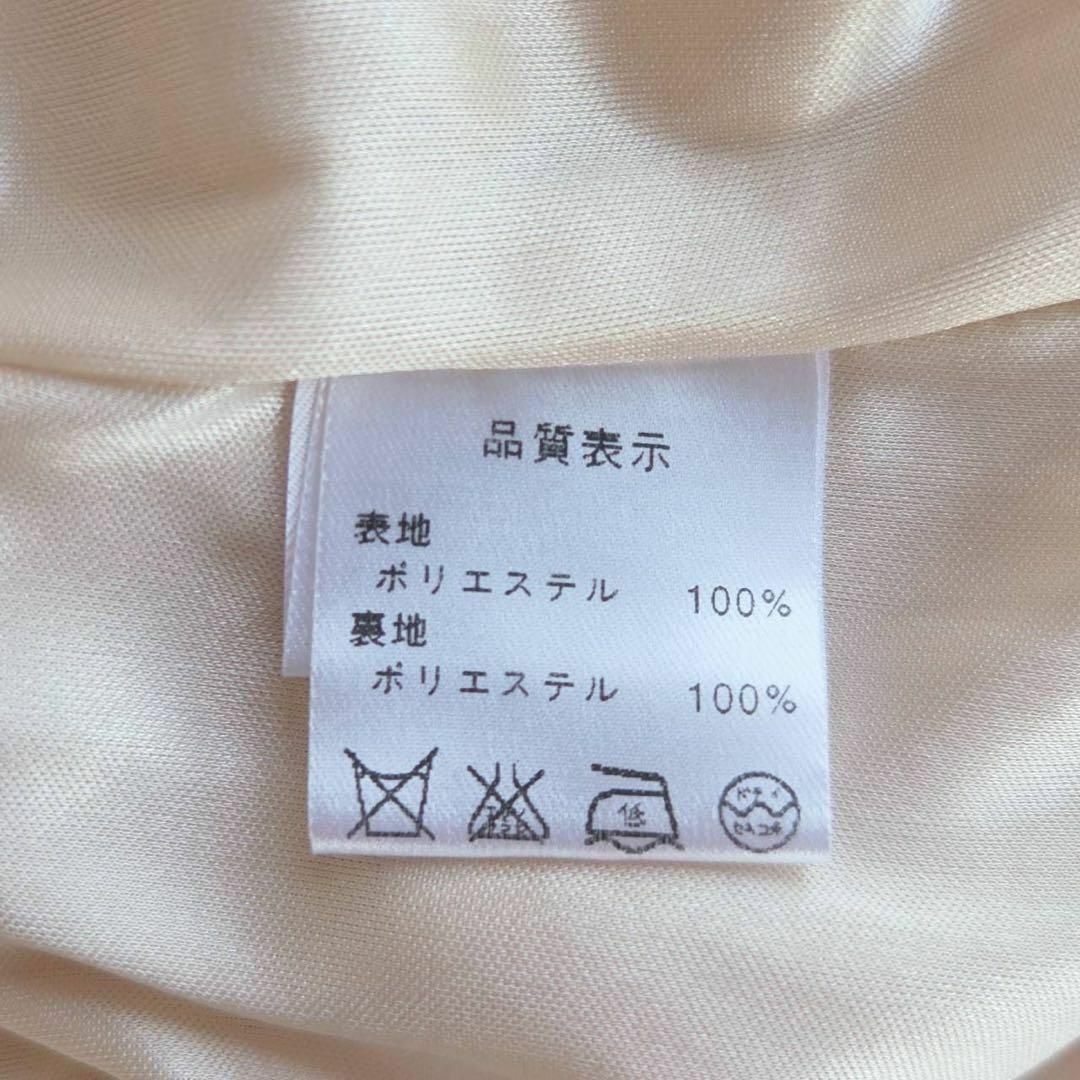 品質表示
表地
ポリエステル 100%
裏地
ポリエステル 100%
低
ドライ
セキユ系